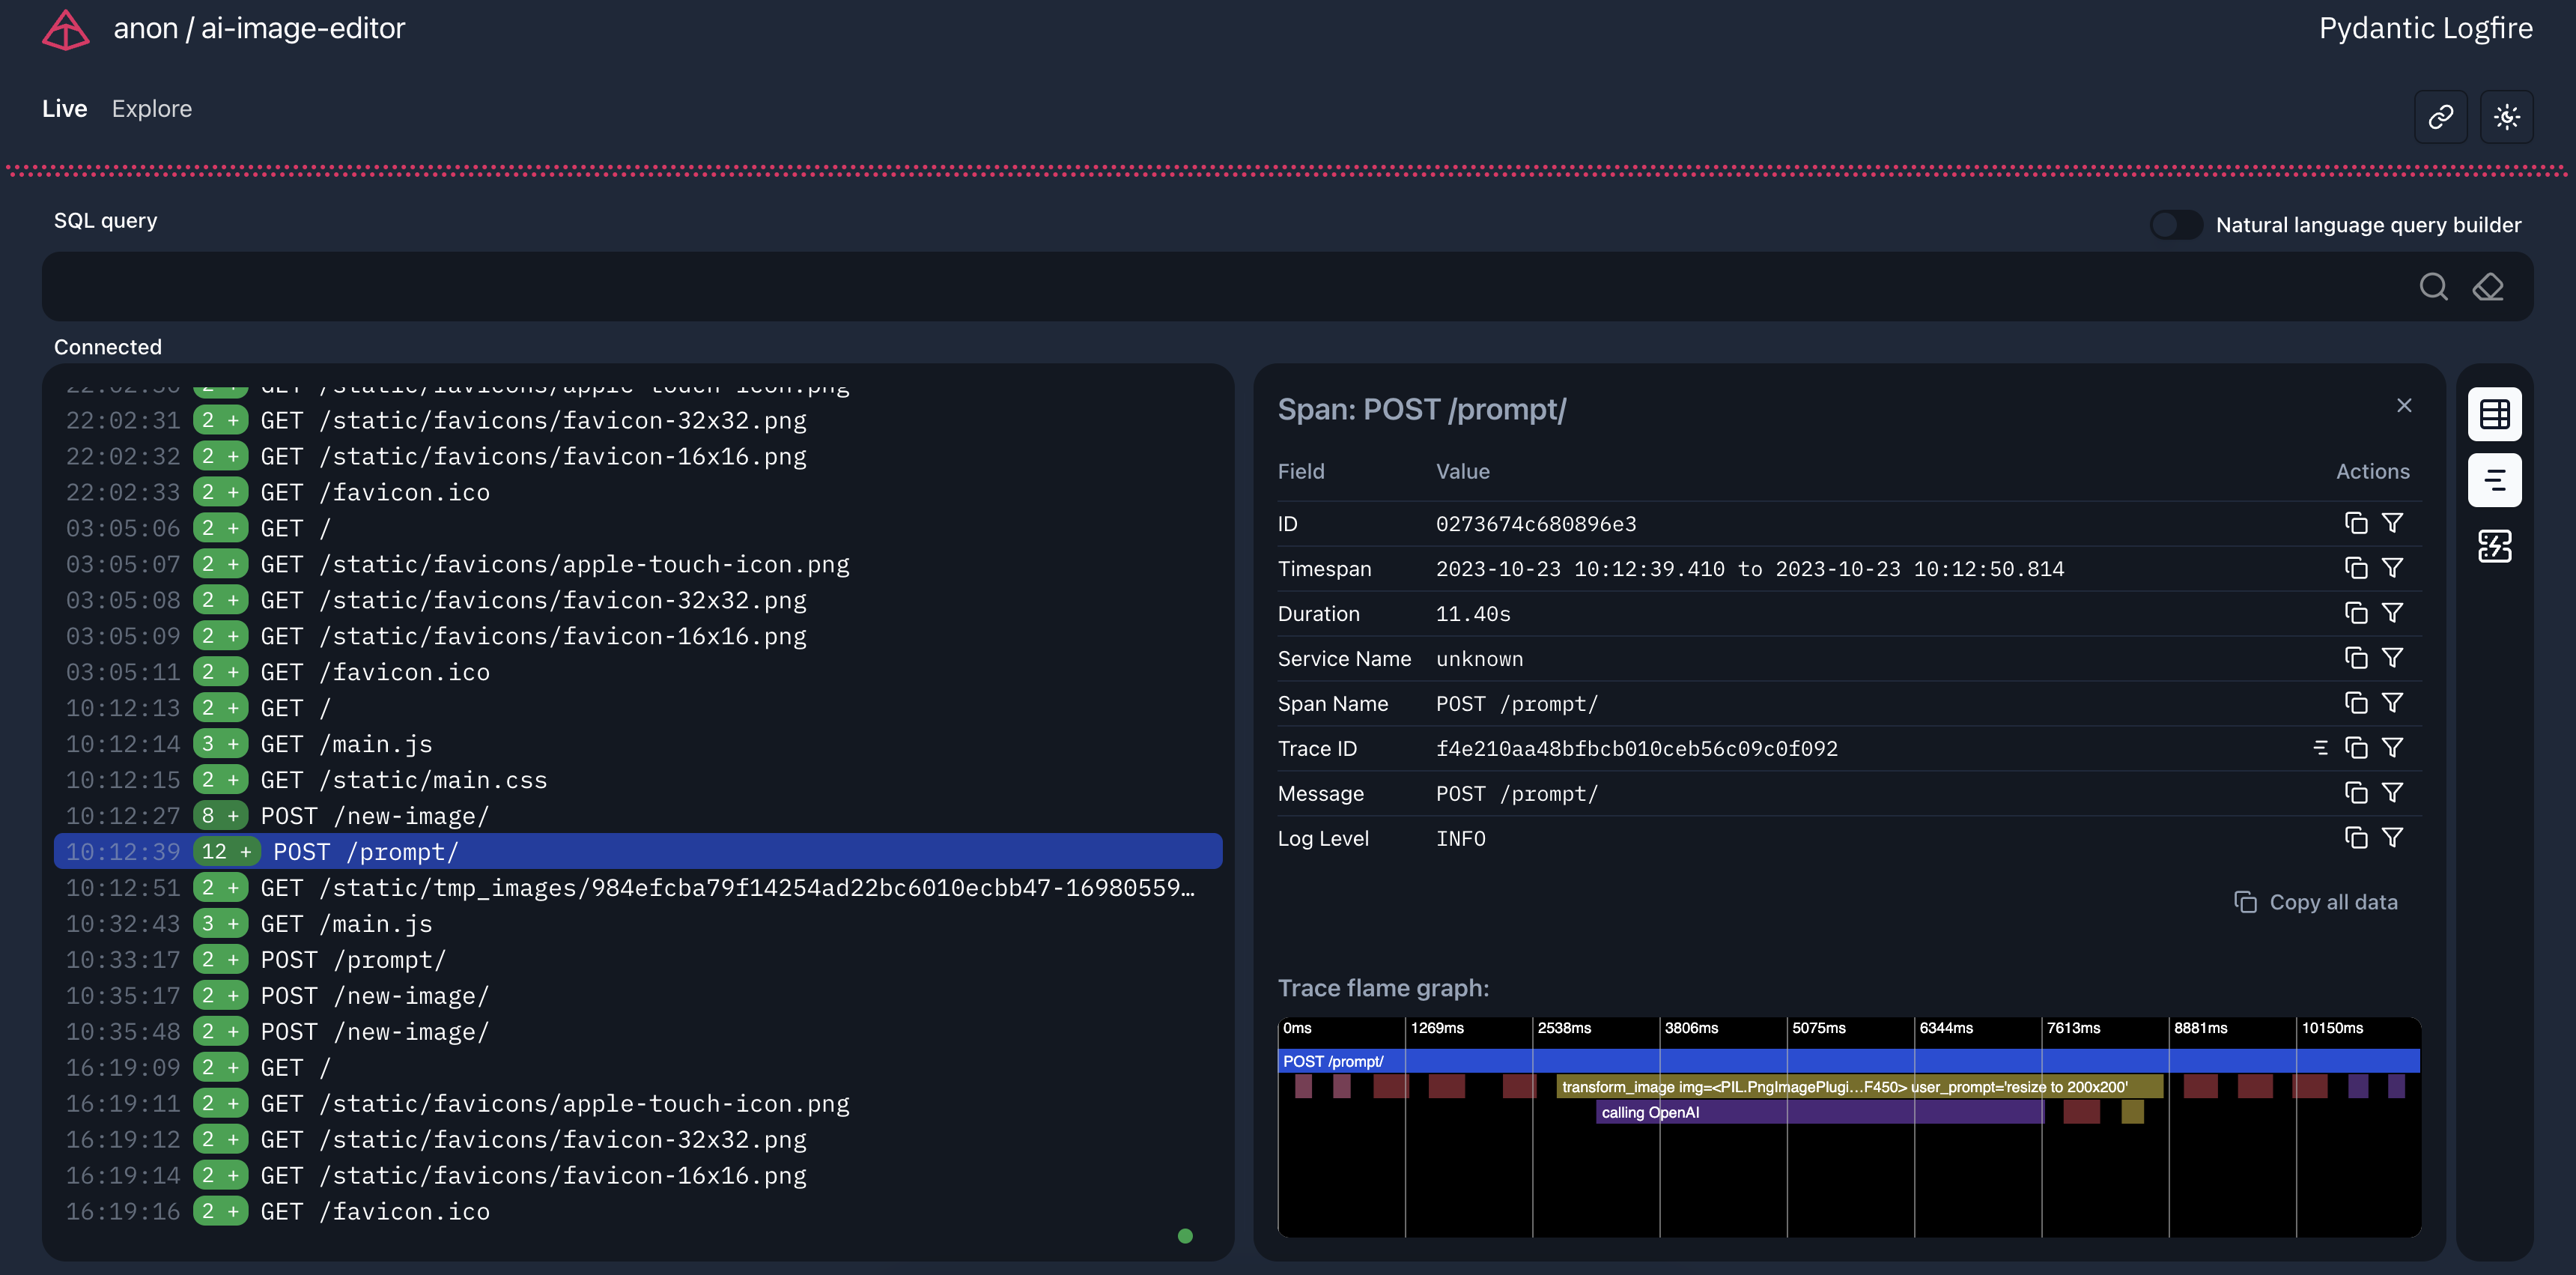 anon / ai-image-editor
Pydantic Logfire
Live Explore
SQL query
Natural language query builder
Connected
22:02:30 2 + GET /static/favicons/apple-touch-icon.png
22:02:31 2 + GET /static/favicons/favicon-32x32.png
22:02:32 2 + GET /static/favicons/favicon-16x16.png
22:02:33 2 + GET /favicon.ico
03:05:06 2 + GET /
03:05:07 2 + GET /static/favicons/apple-touch-icon.png
03:05:08 2 + GET /static/favicons/favicon-32x32.png
03:05:09 2 + GET /static/favicons/favicon-16x16.png
03:05:11 2 + GET /favicon.ico
10:12:13 2 + GET /
10:12:14 3 + GET /main.js
10:12:15 2 + GET /static/main.css
10:12:27 8 + POST /new-image/
10:12:39 12 + POST /prompt/
10:12:51 2 + GET /static/tmp_images/984efcba79f14254ad22bc6010ecbb47-16980559…
10:32:43 3 + GET /main.js
10:33:17 2 + POST /prompt/
10:35:17 2 + POST /new-image/
10:35:48 2 + POST /new-image/
16:19:09 2 + GET /
16:19:11 2 + GET /static/favicons/apple-touch-icon.png
16:19:12 2 + GET /static/favicons/favicon-32x32.png
16:19:14 2 + GET /static/favicons/favicon-16x16.png
16:19:16 2 + GET /favicon.ico
Span: POST /prompt/
Field Value Actions
ID 0273674c680896e3
Timespan 2023-10-23 10:12:39.410 to 2023-10-23 10:12:50.814
Duration 11.40s
Service Name unknown
Span Name POST /prompt/
Trace ID f4e210aa48bfbcb010ceb56c09c0f092
Message POST /prompt/
Log Level INFO
Copy all data
Trace flame graph:
0ms 1269ms 2538ms 3806ms 5075ms 6344ms 7613ms 8881ms 10150ms
POST /prompt/
transform_image img=<PIL.PngImagePlugi…F450> user_prompt='resize to 200x200'
calling OpenAI